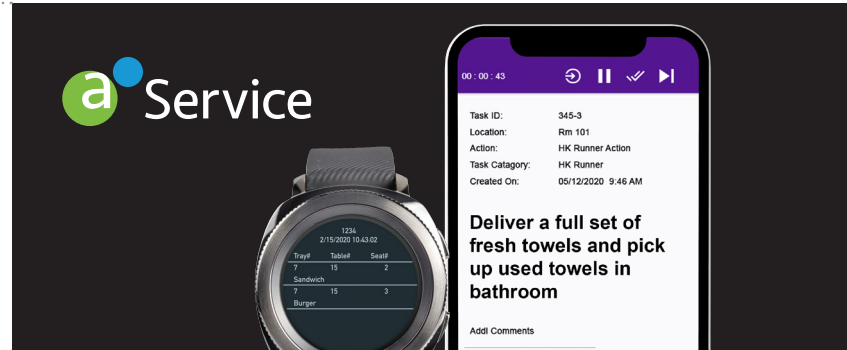 a
Service
1234
2/15/2020 10:43:02
Tray# Table# Seat#
7 15 2
Sandwich
7 15 3
Burger
00 : 00 : 43
Task ID: 345-3
Location: Rm 101
Action: HK Runner Action
Task Catagory: HK Runner
Created On: 05/12/2020 9:46 AM
Deliver a full set of
fresh towels and pick
up used towels in
bathroom
Addl Comments